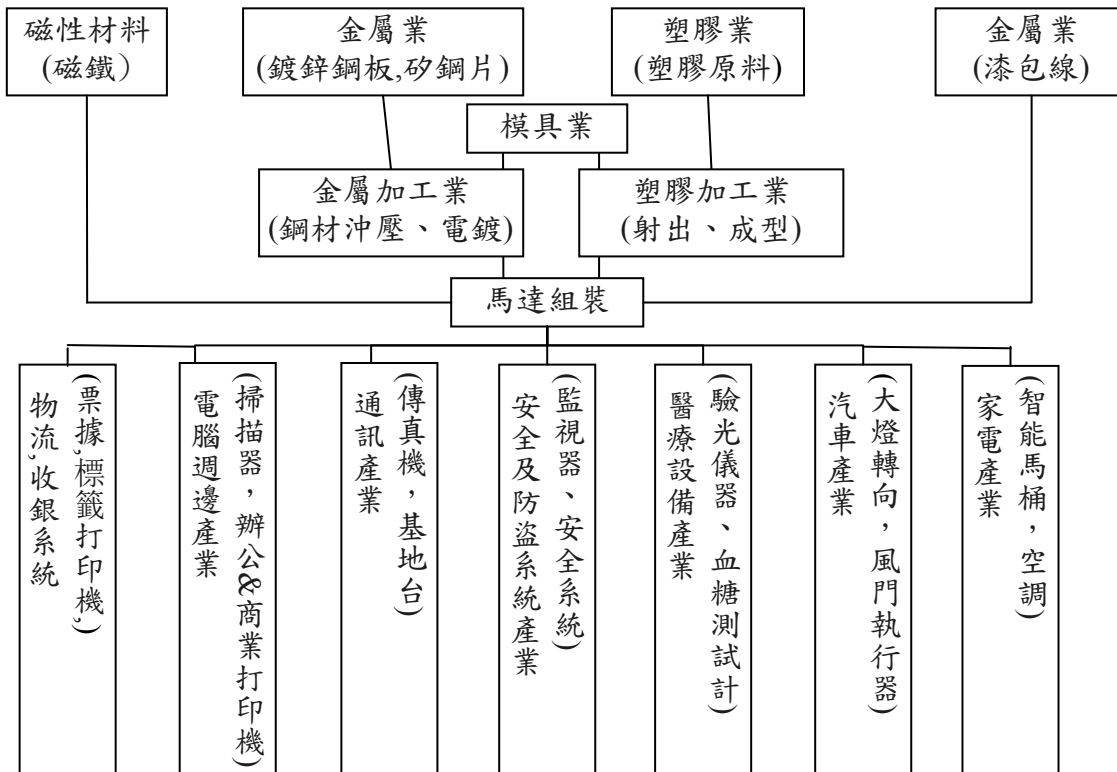 磁性材料
(磁鐵）
金屬業
(鍍鋅鋼板,矽鋼片)
塑膠業
(塑膠原料)
金屬業
(漆包線)
模具業
金屬加工業
(鋼材沖壓、電鍍)
塑膠加工業
(射出、成型)
馬達組裝
物流,收銀系統
(票據,標籤打印機,)
電腦週邊產業
(掃描器，辦公&商業打印機)
通訊產業
(傳真機，基地台)
安全及防盜系統產業
(監視器、安全系統)
醫療設備產業
(驗光儀器、血糖測試計)
汽車產業
(大燈轉向，風門執行器)
家電產業
(智能馬桶，空調)